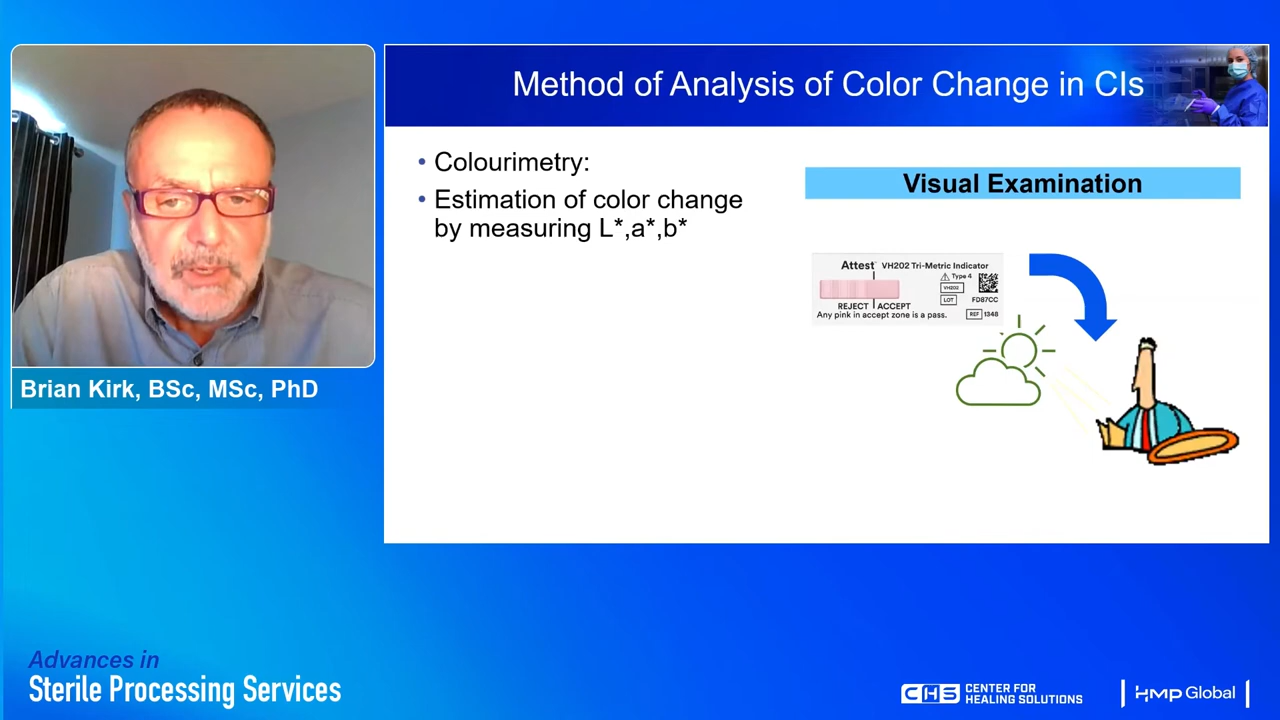 Method of Analysis of Color Change in CIs
• Colourimetry:
• Estimation of color change
by measuring L*,a*,b*
Visual Examination
Attest VH202 Tri-Metric Indicator
Type 4
VH202
LOT FD87CC
REJECT ACCEPT
Any pink in accept zone is a pass.
REF 1348
Brian Kirk, BSc, MSc, PhD
Advances in
Sterile Processing Services
CHS CENTER FOR
HEALING SOLUTIONS
HMP Global